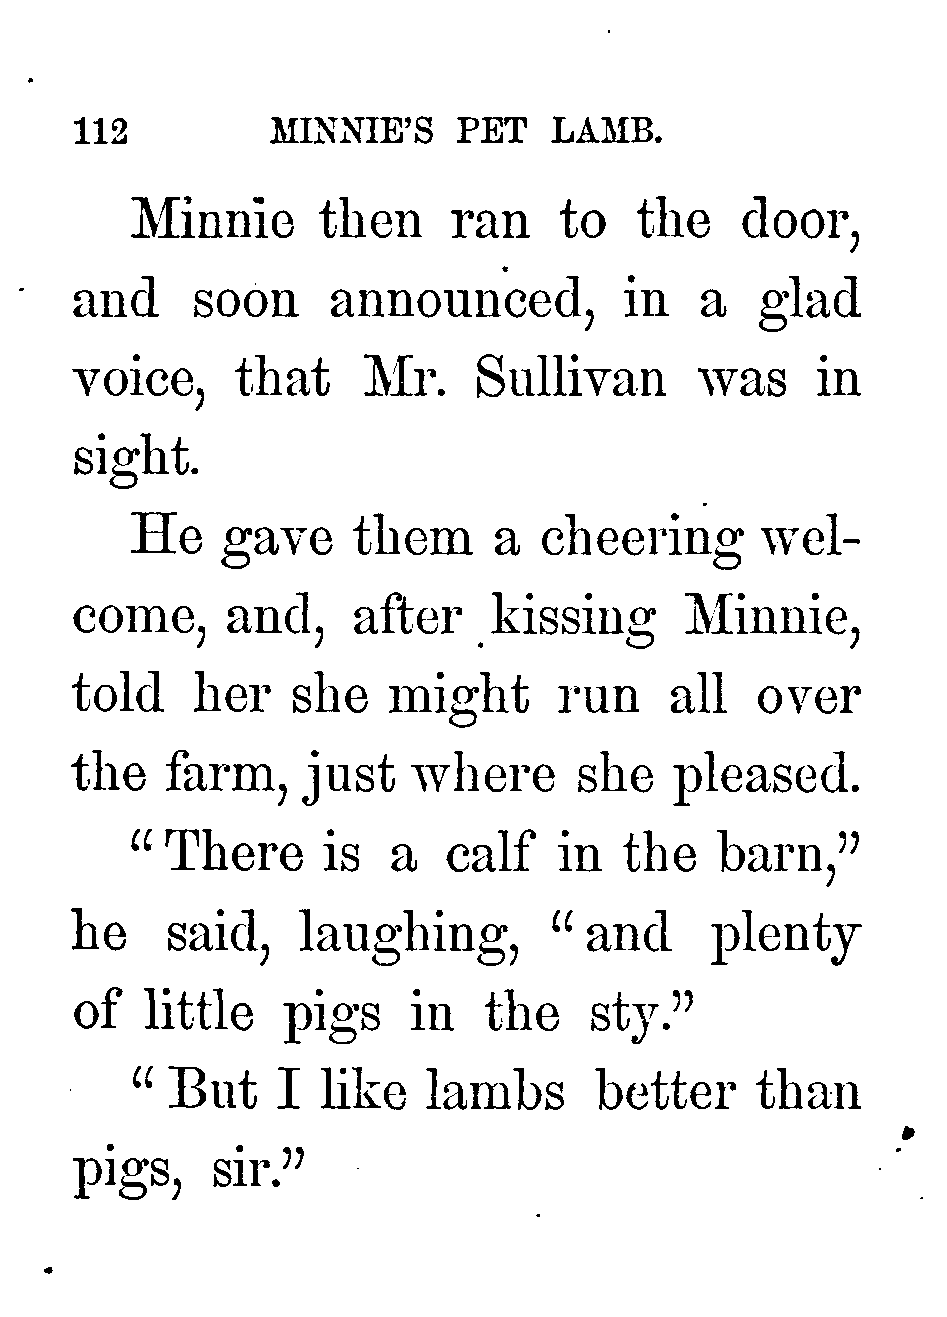 112 MINNIE'S PET LAMB.
Minnie then ran to the door,
and soon announced, in a glad
voice, that Mr. Sullivan was in
sight.
He gave them a cheering wel-
come, and, after kissing Minnie,
told her she might run all over
the farm, just where she pleased.
“There is a calf in the barn,”
he said, laughing, “and plenty
of little pigs in the sty.”
“But I like lambs better than
pigs, sir.”